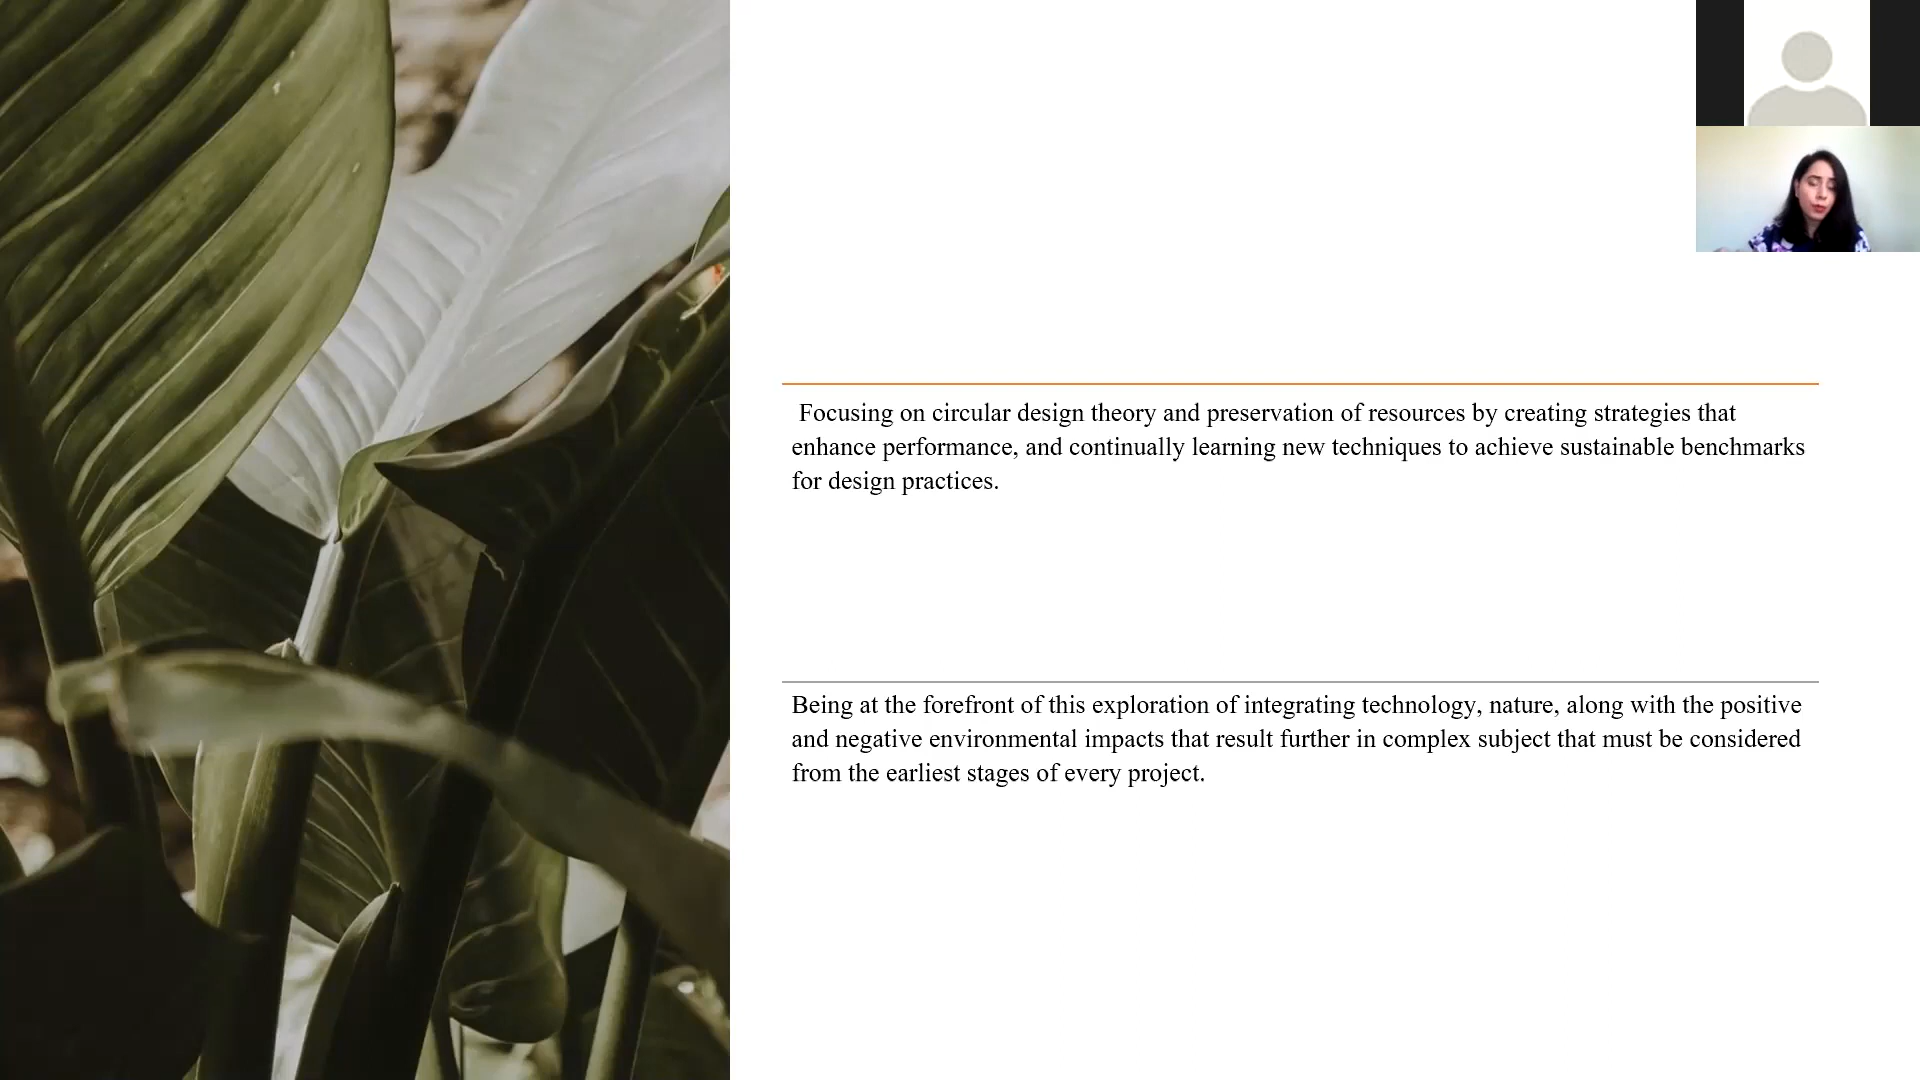 Focusing on circular design theory and preservation of resources by creating strategies that
enhance performance, and continually learning new techniques to achieve sustainable benchmarks
for design practices.
Being at the forefront of this exploration of integrating technology, nature, along with the positive
and negative environmental impacts that result further in complex subject that must be considered
from the earliest stages of every project.